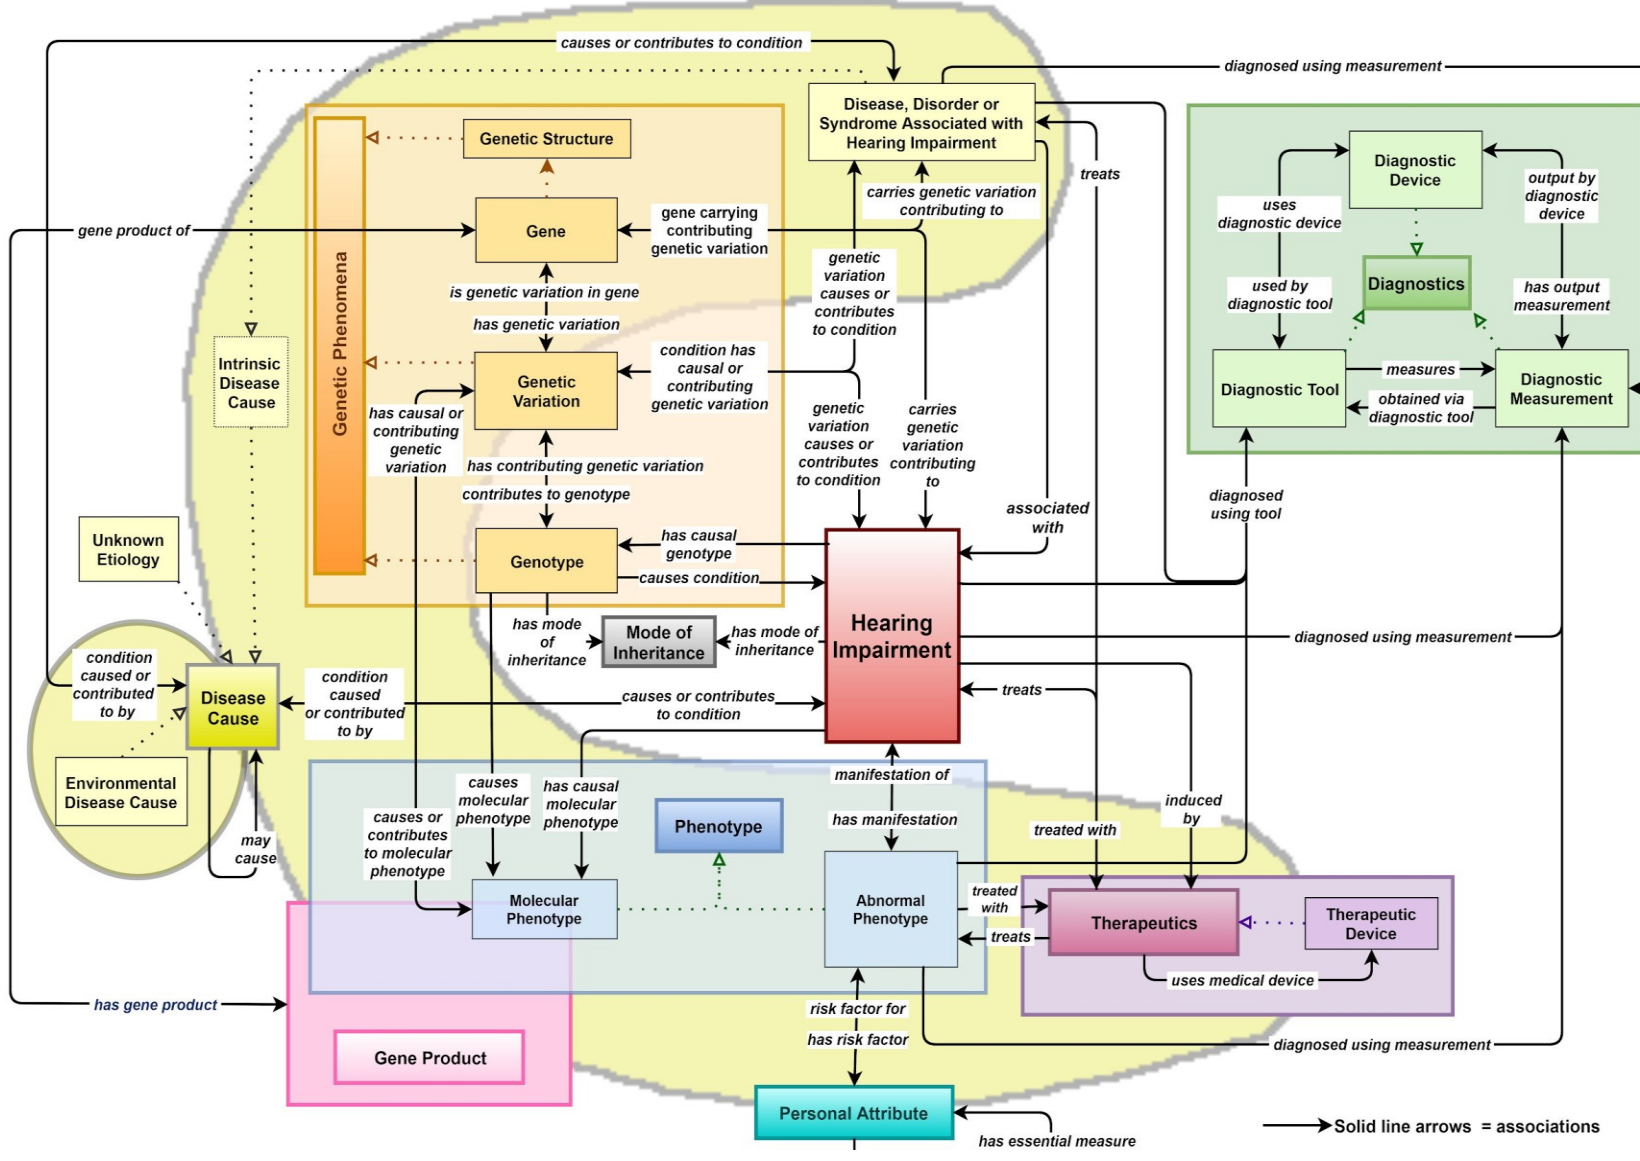 causes or contributes to condition
diagnosed using measurement
Disease, Disorder or
Syndrome Associated with
Hearing Impairment
Genetic Structure
treats
Diagnostic
Device
carries genetic variation
contributing to
uses
diagnostic device
output by
diagnostic
device
gene product of
Gene
gene carrying
contributing
genetic variation
genetic
variation
causes or
contributes
to condition
used by
diagnostic tool
Diagnostics
has output
measurement
is genetic variation in gene
has genetic variation
Genetic Phenomena
Intrinsic
Disease
Cause
Genetic
Variation
condition has
causal or
contributing
genetic variation
Diagnostic Tool
measures
obtained via
diagnostic tool
Diagnostic
Measurement
has causal or
contributing
genetic
variation
genetic
variation
causes or
contributes
to condition
carries
genetic
variation
contributing
to
has contributing genetic variation
contributes to genotype
associated
with
diagnosed
using tool
Unknown
Etiology
Genotype
has causal
genotype
causes condition
Hearing
Impairment
has mode
of
inheritance
Mode of
Inheritance
has mode of
inheritance
diagnosed using measurement
condition
caused or
contributed
to by
Disease
Cause
condition
caused
or contributed
to by
causes or contributes
to condition
treats
Environmental
Disease Cause
may
cause
causes
molecular
phenotype
has causal
molecular
phenotype
manifestation of
has manifestation
induced
by
treated with
Phenotype
causes or
contributes
to molecular
phenotype
Molecular
Phenotype
Abnormal
Phenotype
treated
with
treats
Therapeutics
Therapeutic
Device
uses medical device
has gene product
risk factor for
has risk factor
diagnosed using measurement
Gene Product
Personal Attribute
has essential measure
Solid line arrows = associations